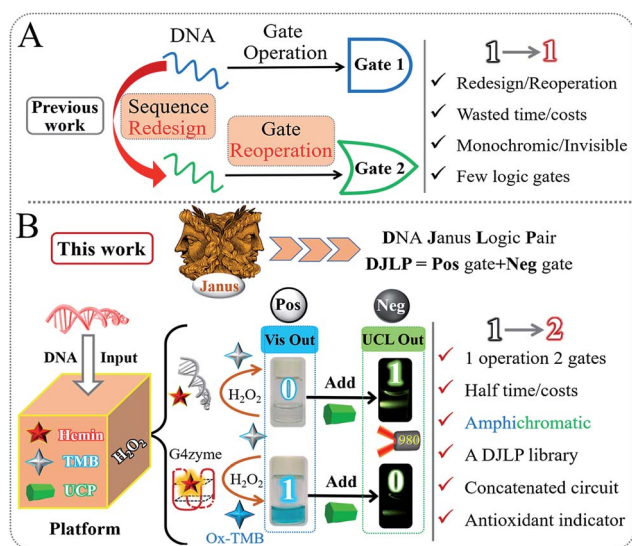 A
DNA
Gate
Operation
Gate 1
Previous
work
Sequence
Redesign
Gate
Reoperation
Gate 2
1 1
✓ Redesign/Reoperation
✓ Wasted time/costs
✓ Monochromic/Invisible
✓ Few logic gates
B
This work
Janus
DNA Janus Logic Pair
DJLP = Pos gate+Neg gate
DNA Input
Hemin
TMB
UCP
H₂O₂
Platform
G4zyme
Pos
Vis Out
H₂O₂
0
H₂O₂
1
Ox-TMB
Add
Add
Neg
UCL Out
1
980
0
1 2
✓ 1 operation 2 gates
✓ Half time/costs
✓ Amphichromatic
✓ A DJLP library
✓ Concatenated circuit
✓ Antioxidant indicator